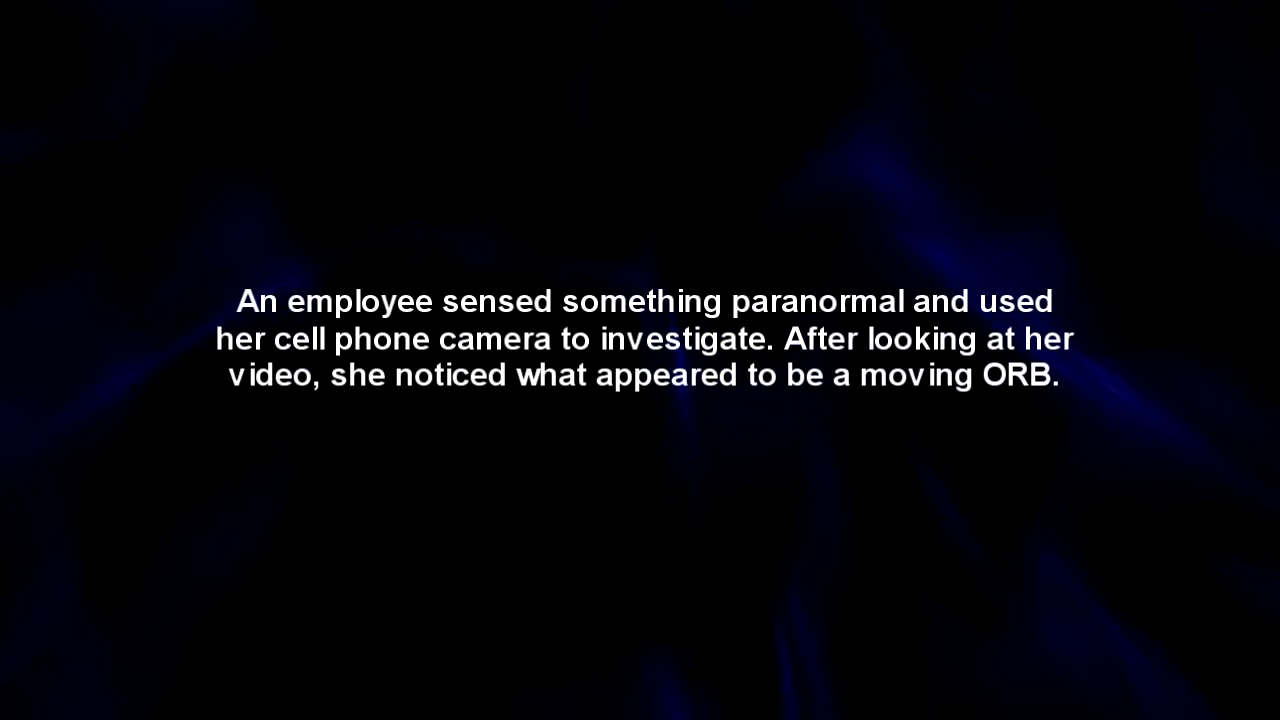 An employee sensed something paranormal and used
her cell phone camera to investigate. After looking at her
video, she noticed what appeared to be a moving ORB.